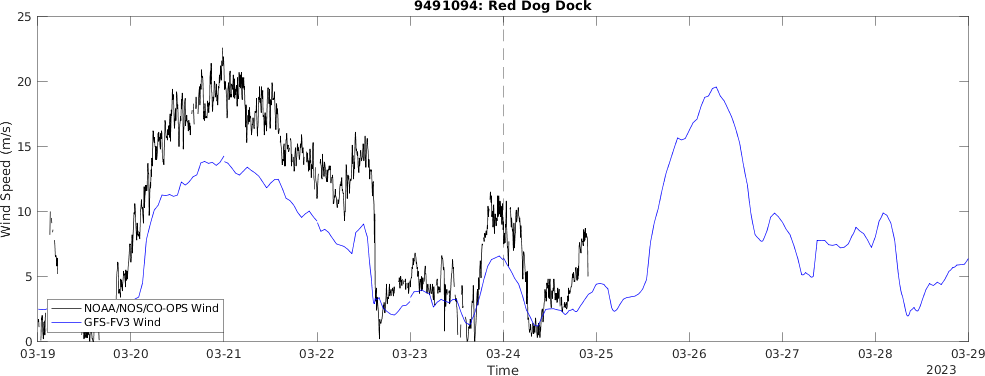 9491094: Red Dog Dock
25
20
15
10
5
0
Wind Speed (m/s)
NOAA/NOS/CO-OPS Wind
GFS-FV3 Wind
03-19 03-20 03-21 03-22 03-23 03-24 03-25 03-26 03-27 03-28 03-29
Time
2023